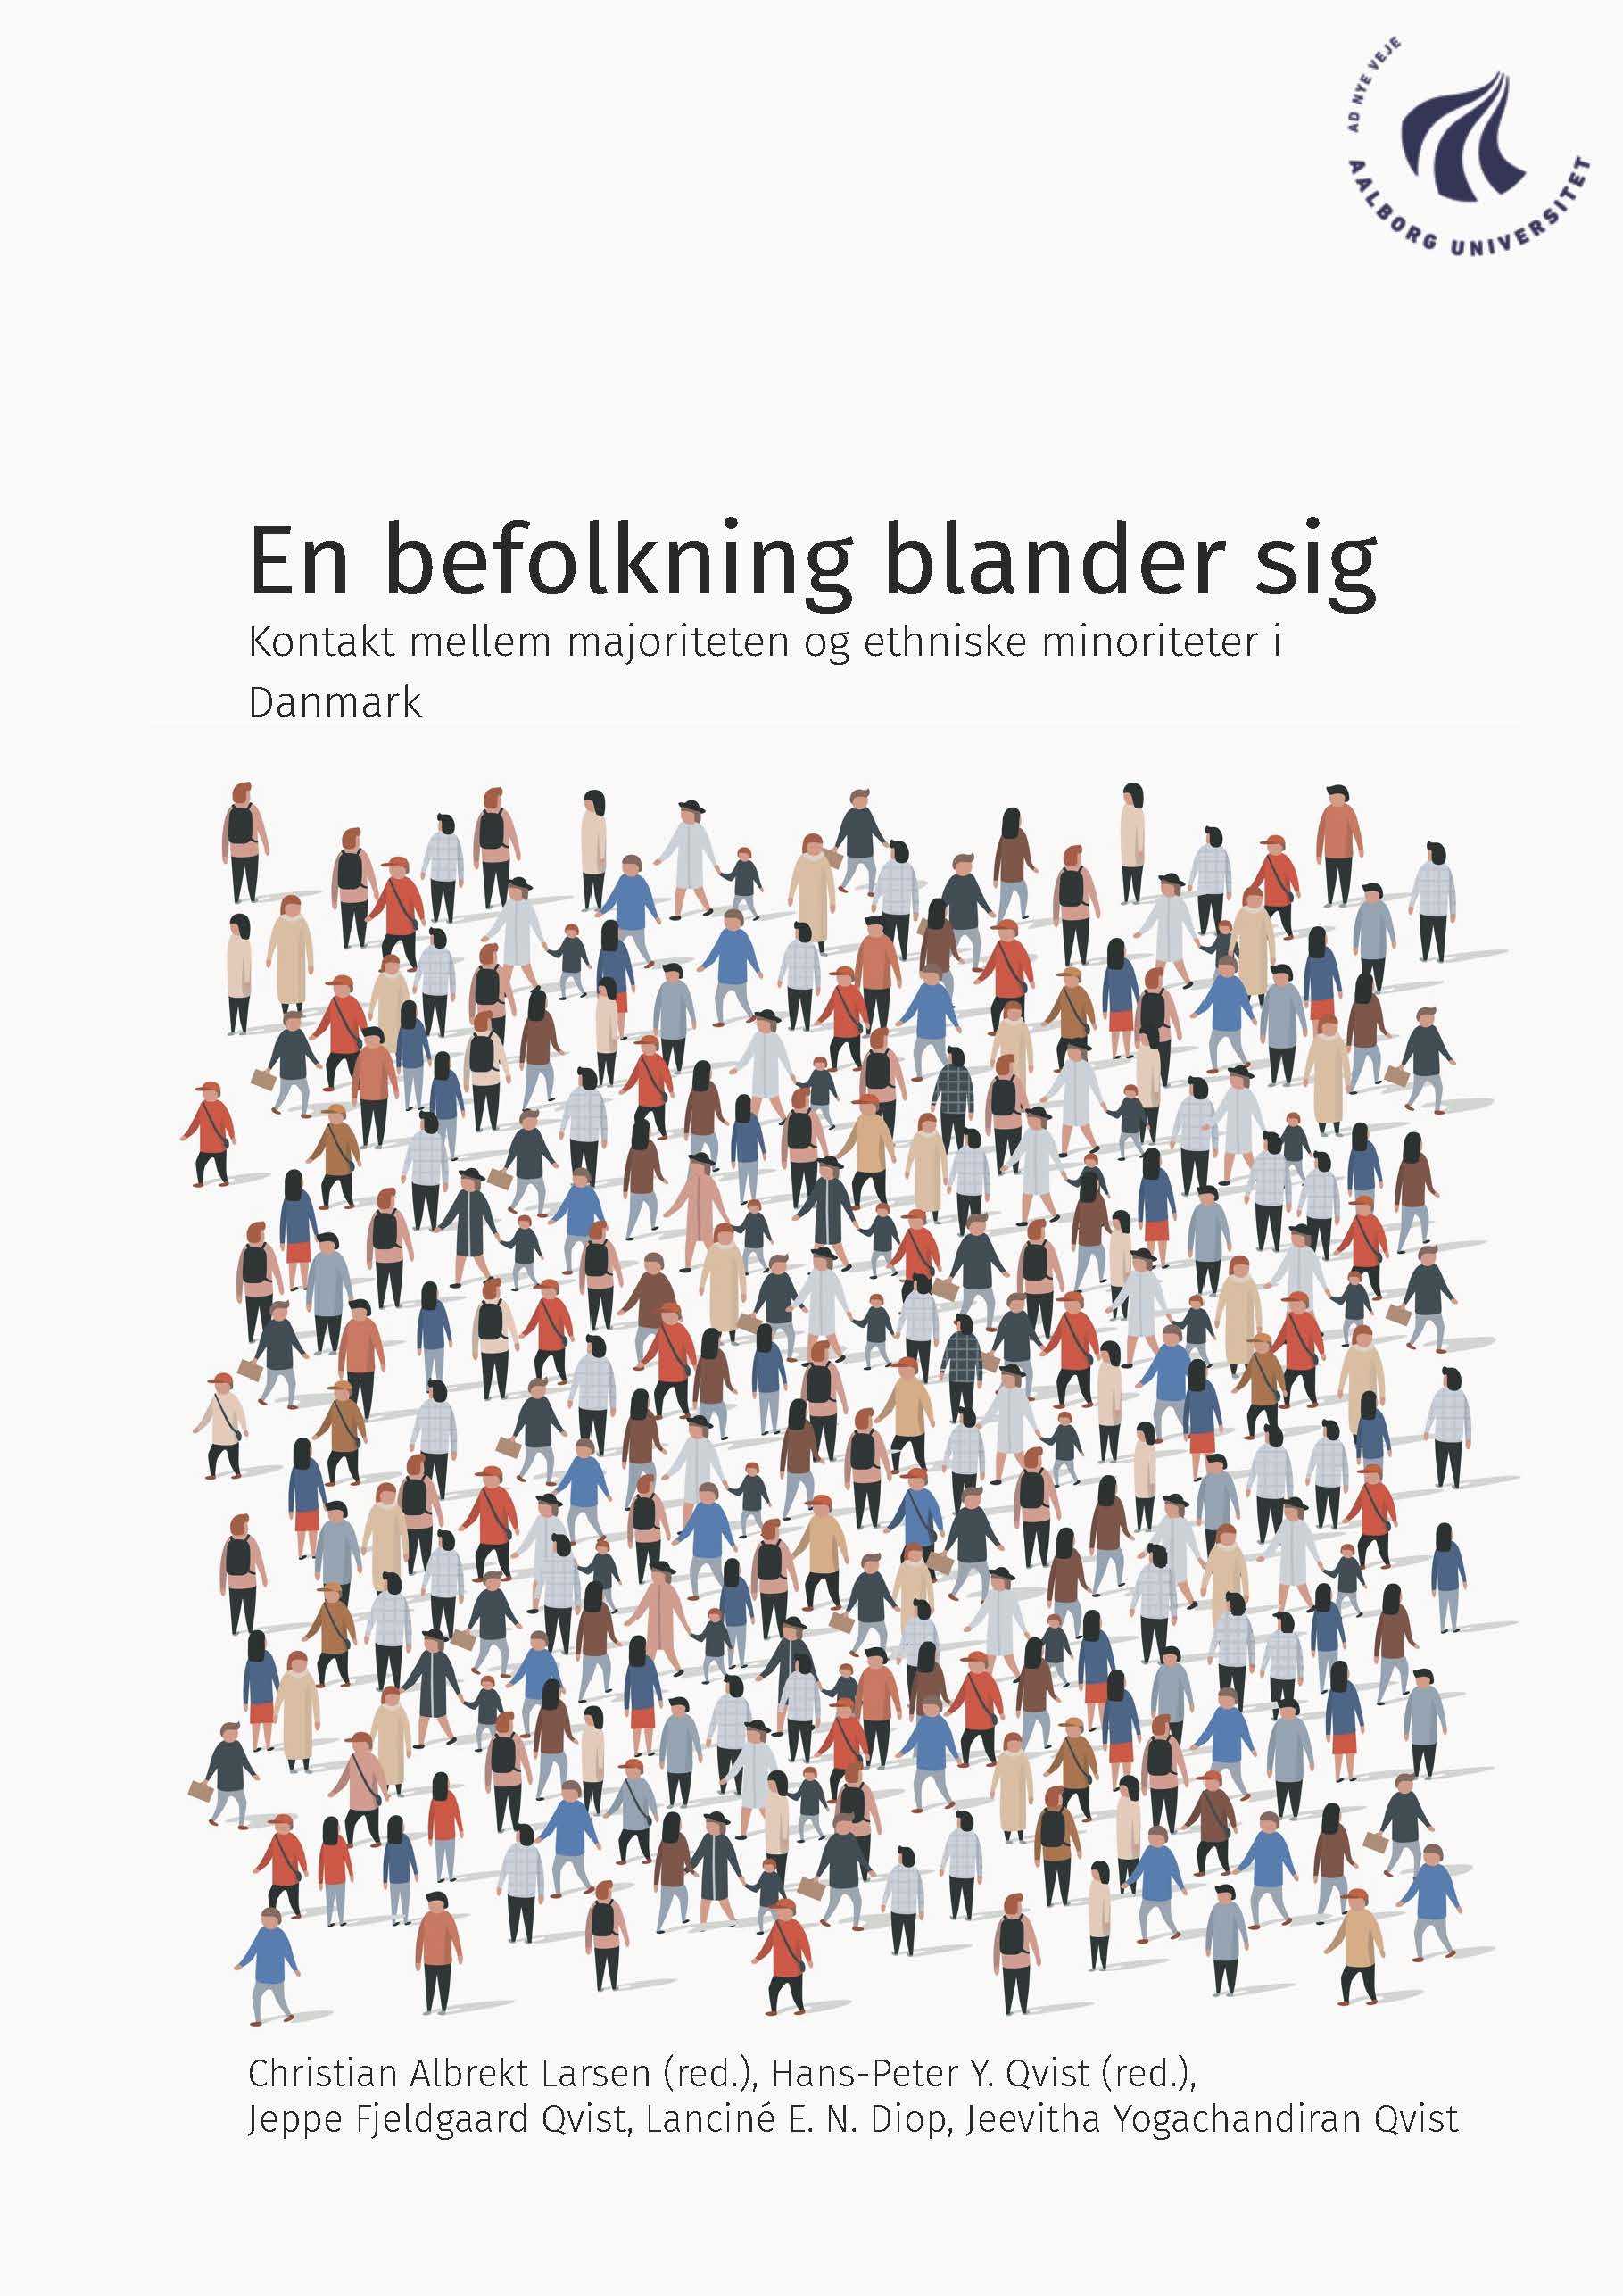 AD NYE VEJE
AALBORG UNIVERSITET
En befolkning blander sig
Kontakt mellem majoriteten og ethniske minoriteter i
Danmark
Christian Albrekt Larsen (red.), Hans-Peter Y. Qvist (red.),
Jeppe Fjeldgaard Qvist, Lanciné E. N. Diop, Jeevitha Yogachandiran Qvist